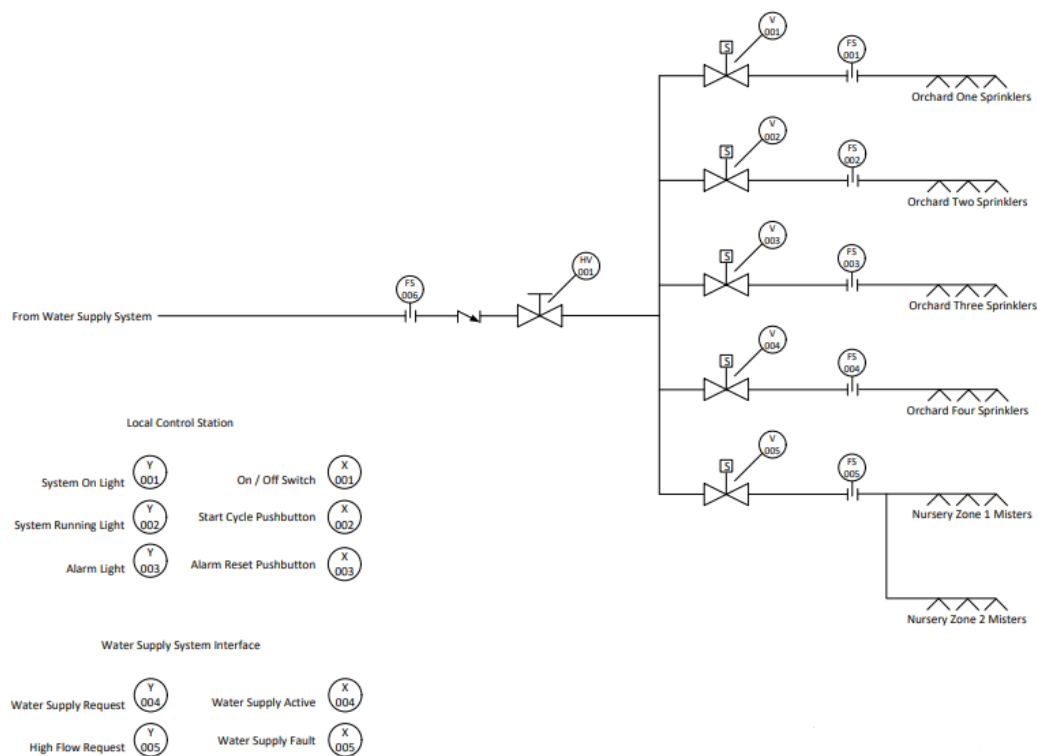 V
001
FS
001
S
Orchard One Sprinklers
V
002
FS
002
S
Orchard Two Sprinklers
V
003
FS
003
S
Orchard Three Sprinklers
HV
001
FS
006
From Water Supply System
V
004
FS
004
S
Orchard Four Sprinklers
V
005
FS
005
S
Nursery Zone 1 Misters
Nursery Zone 2 Misters
Local Control Station
System On Light
Y
001
On / Off Switch
X
001
System Running Light
Y
002
Start Cycle Pushbutton
X
002
Alarm Light
Y
003
Alarm Reset Pushbutton
X
003
Water Supply System Interface
Water Supply Request
Y
004
Water Supply Active
X
004
High Flow Request
Y
005
Water Supply Fault
X
005